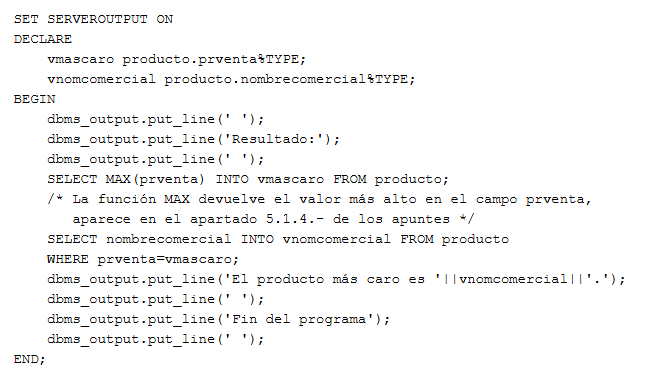 SET SERVEROUTPUT ON
DECLARE
    vmascaro producto.prventa%TYPE;
    vnomcomercial producto.nombrecomercial%TYPE;
BEGIN
    dbms_output.put_line(' ');
    dbms_output.put_line('Resultado:');
    dbms_output.put_line(' ');
    SELECT MAX(prventa) INTO vmascaro FROM producto;
    /* La función MAX devuelve el valor más alto en el campo prventa,
       aparece en el apartado 5.1.4.- de los apuntes */
    SELECT nombrecomercial INTO vnomcomercial FROM producto
    WHERE prventa=vmascaro;
    dbms_output.put_line('El producto más caro es '||vnomcomercial||'.');
    dbms_output.put_line(' ');
    dbms_output.put_line('Fin del programa');
    dbms_output.put_line(' ');
END;